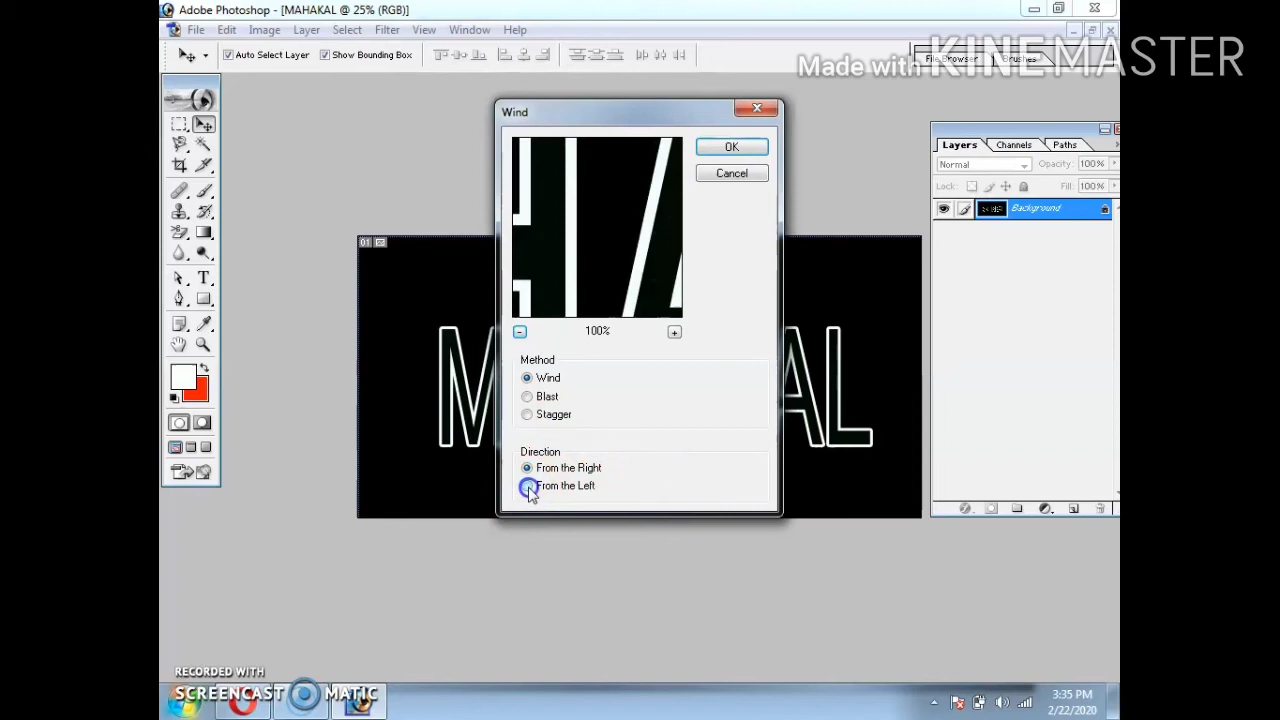 Adobe Photoshop - [MAHAKAL @ 25% (RGB)]
File Edit Image Layer Select Filter View Window Help
Auto Select Layer Show Bounding Box
File Browser Brushes
Made with KINEMASTER
Wind
OK
Cancel
100%
Method
Wind
Blast
Stagger
Direction
From the Right
From the Left
Layers Channels Paths
Normal Opacity: 100%
Lock: Fill: 100%
Background
01
M AL
T
RECORDED WITH
SCREENCAST MATIC
3:35 PM
2/22/2020